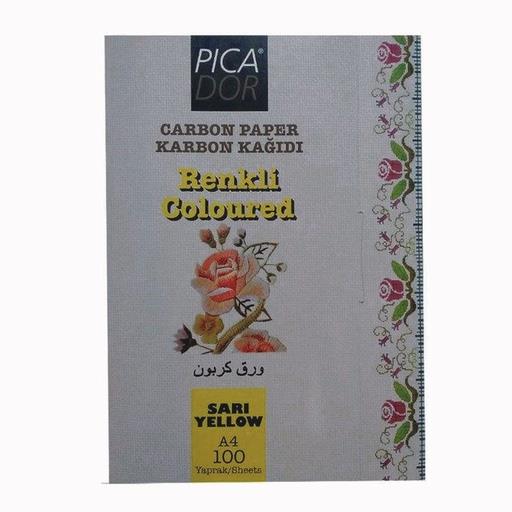 PICA®
DOR
CARBON PAPER
KARBON KAĞIDI
Renkli
Coloured
ورق كربون
SARI
YELLOW
A4
100
Yaprak/Sheets